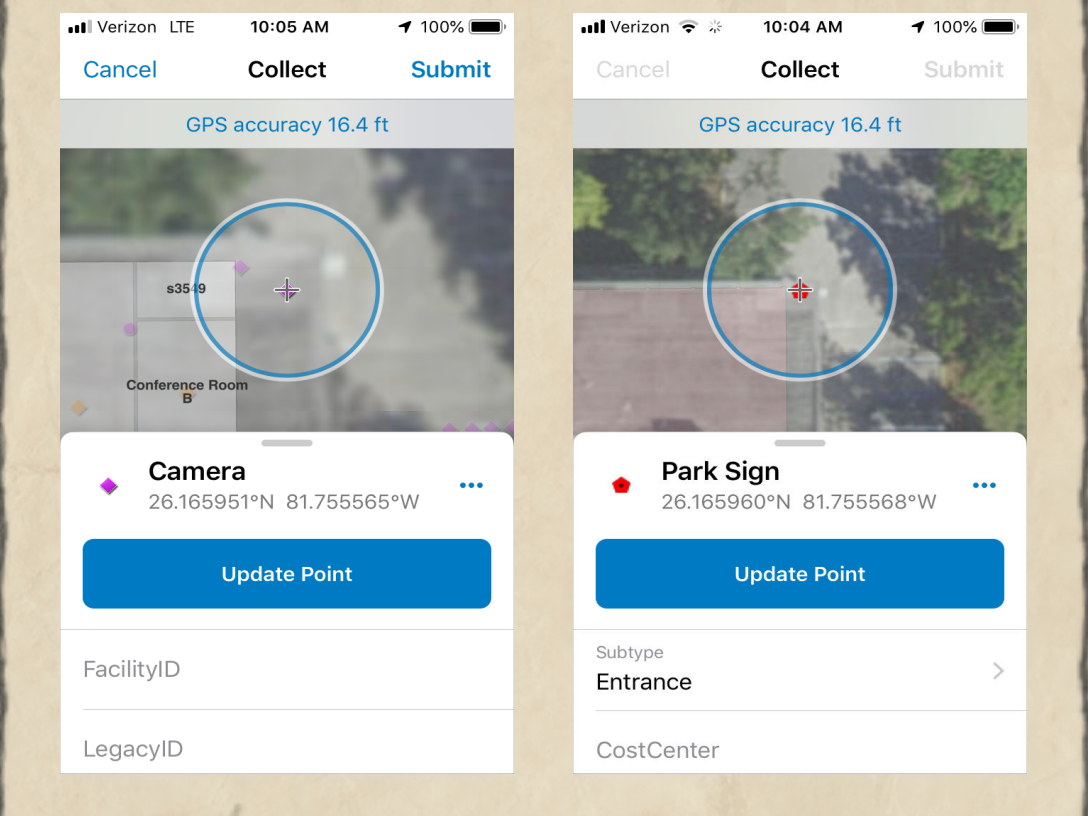 Verizon LTE 10:05 AM 100%
Cancel Collect Submit
GPS accuracy 16.4 ft
s3549
Conference Room
B
Camera
26.165951°N 81.755565°W
Update Point
FacilityID
LegacyID
Verizon 10:04 AM 100%
Cancel Collect Submit
GPS accuracy 16.4 ft
Park Sign
26.165960°N 81.755568°W
Update Point
Subtype
Entrance
CostCenter